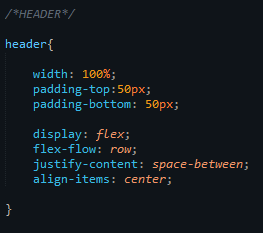 /*HEADER*/
header{
width: 100%;
padding-top:50px;
padding-bottom: 50px;
display: flex;
flex-flow: row;
justify-content: space-between;
align-items: center;
}